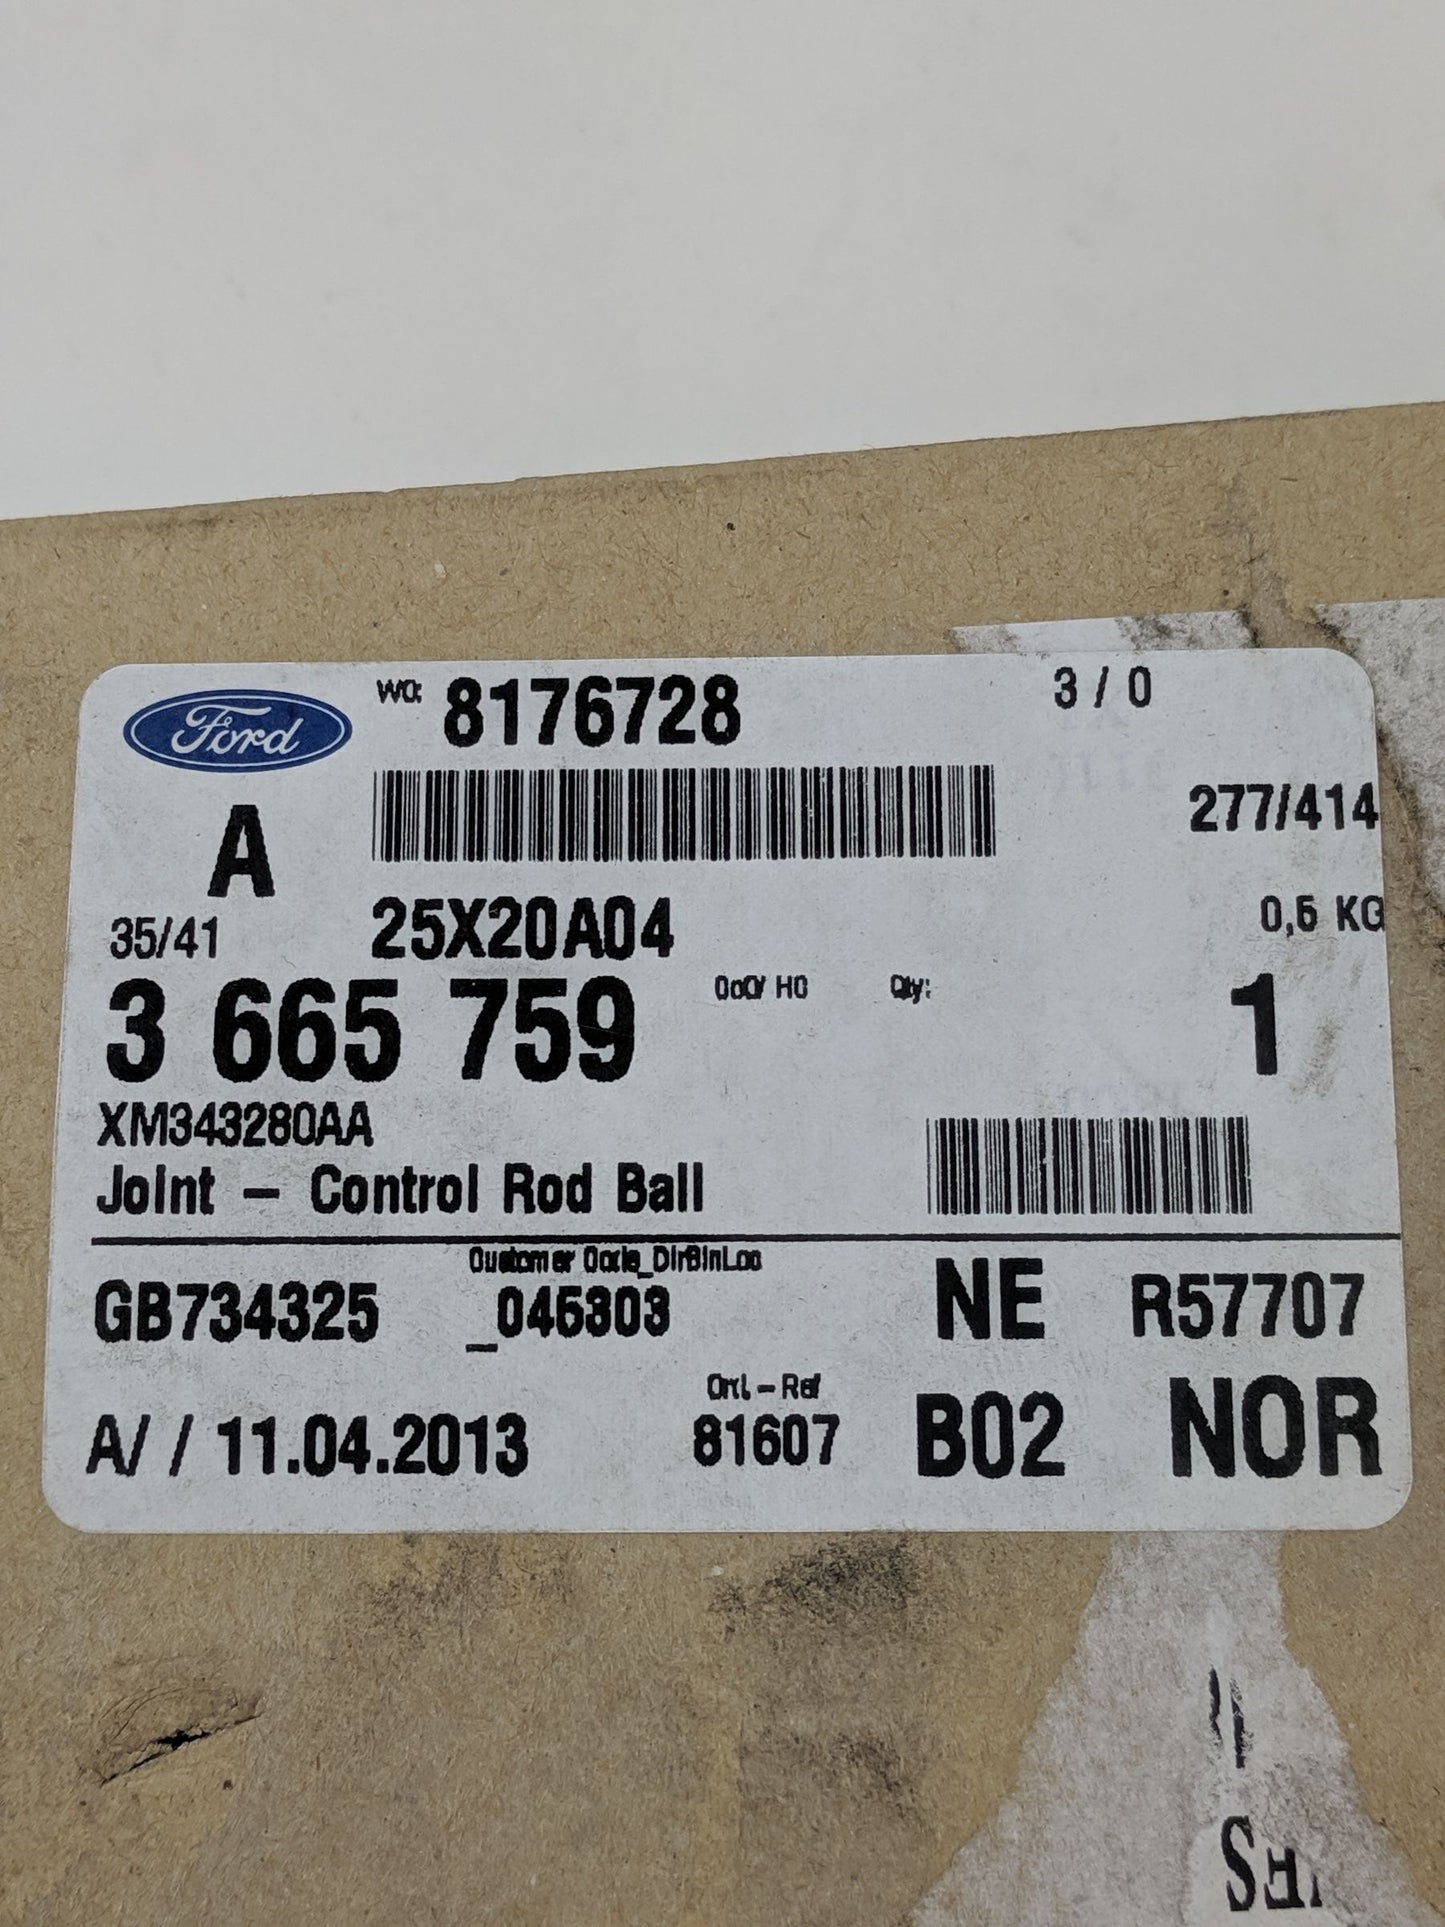 Ford
WO: 8176728
3 / 0
277/414
A
35/41
25X20A04
0,5 KG
3 665 759
Qty:
1
XM343280AA
Joint - Control Rod Ball
Customer Code_DirBinLoc
GB734325
_045303
NE
R57707
Ord. - Ref
A/ / 11.04.2013
81607
B02
NOR